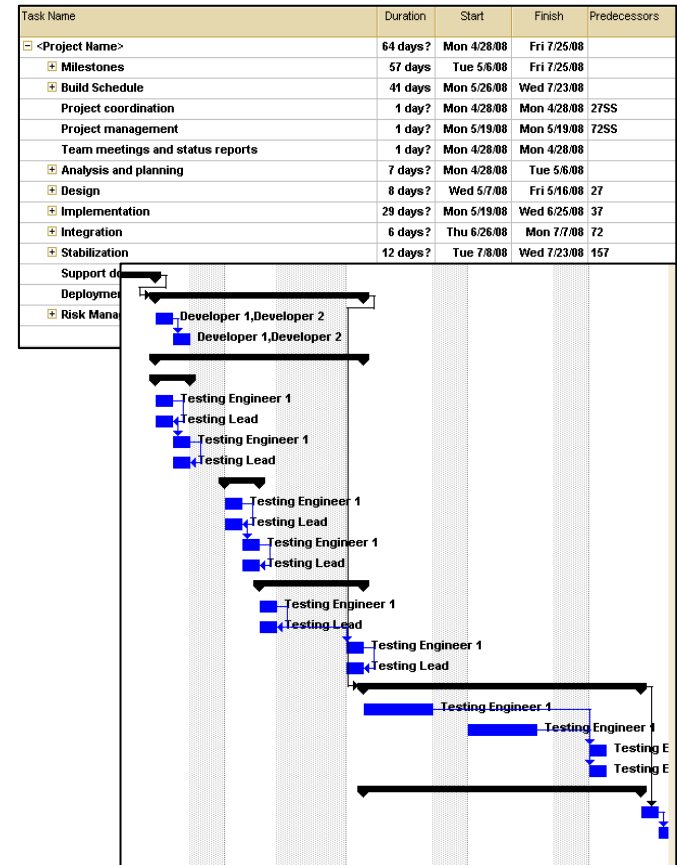 Task Name Duration Start Finish Predecessors
<Project Name> 64 days? Mon 4/28/08 Fri 7/25/08
Milestones 57 days Tue 5/6/08 Fri 7/25/08
Build Schedule 41 days Mon 5/26/08 Wed 7/23/08
Project coordination 1 day? Mon 4/28/08 Mon 4/28/08 27SS
Project management 1 day? Mon 5/19/08 Mon 5/19/08 72SS
Team meetings and status reports 1 day? Mon 4/28/08 Mon 4/28/08
Analysis and planning 7 days? Mon 4/28/08 Tue 5/6/08
Design 8 days? Wed 5/7/08 Fri 5/16/08 27
Implementation 29 days? Mon 5/19/08 Wed 6/25/08 37
Integration 6 days? Thu 6/26/08 Mon 7/7/08 72
Stabilization 12 days? Tue 7/8/08 Wed 7/23/08 157
Support
Risk
Developer 1,Developer 2
Developer 1,Developer 2
Testing Engineer 1
Testing Lead
Testing Engineer 1
Testing Lead
Testing Engineer 1
Testing Lead
Testing Engineer 1
Testing Lead
Testing Engineer 1
Testing Lead
Testing Engineer 1
Testing Lead
Testing Engineer 1
Testing Engineer 1
Testing E
Testing E